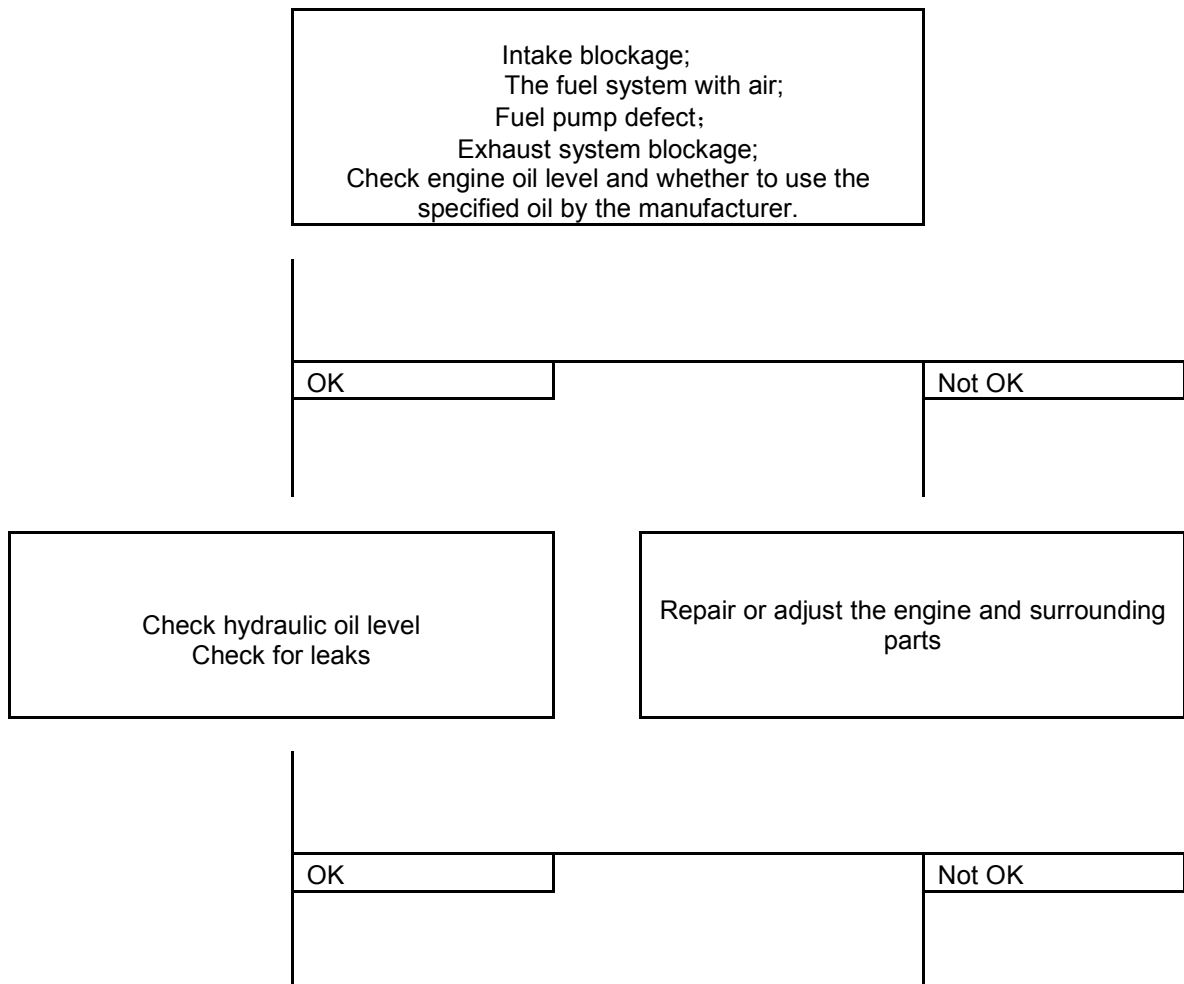 Intake blockage;
The fuel system with air;
Fuel pump defect；
Exhaust system blockage;
Check engine oil level and whether to use the
specified oil by the manufacturer.
OK
Not OK
Check hydraulic oil level
Check for leaks
Repair or adjust the engine and surrounding
parts
OK
Not OK